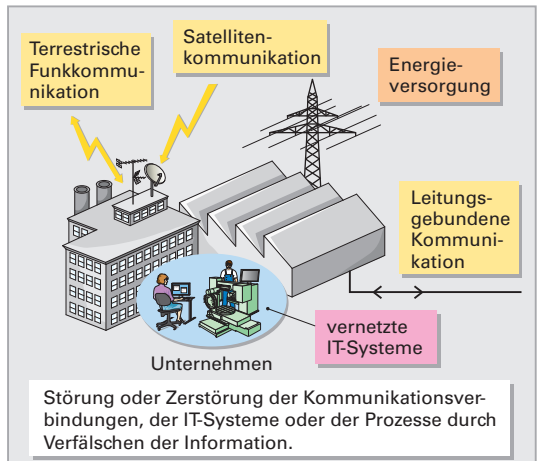 Terrestrische
Funkkommu-
nikation
Satelliten-
kommunikation
Energie-
versorgung
Leitungs-
gebundene
Kommuni-
kation
vernetzte
IT-Systeme
Unternehmen
Störung oder Zerstörung der Kommunikationsver-
bindungen, der IT-Systeme oder der Prozesse durch
Verfälschen der Information.